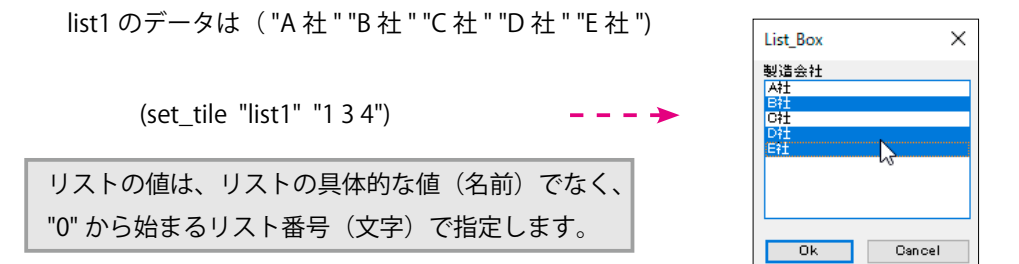 list1 のデータは（ "A 社 " "B 社 " "C 社 " "D 社 " "E 社 ")
(set_tile "list1" "1 3 4")
リストの値は、リストの具体的な値（名前）でなく、
"0" から始まるリスト番号（文字）で指定します。
List_Box
製造会社
A社
B社
C社
D社
E社
Ok Cancel